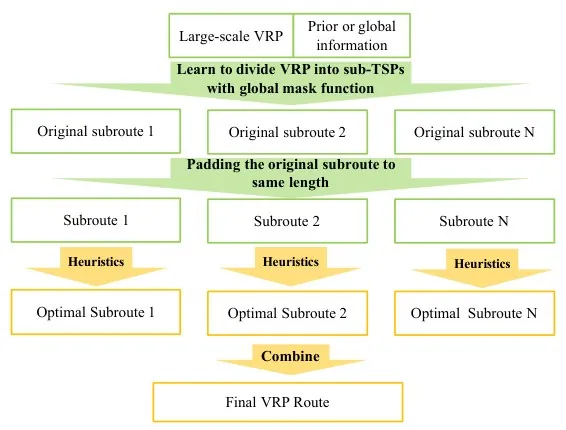 Large-scale VRP
Prior or global
information
Learn to divide VRP into sub-TSPs
with global mask function
Original subroute 1
Original subroute 2
Original subroute N
Padding the original subroute to
same length
Subroute 1
Subroute 2
Subroute N
Heuristics
Heuristics
Heuristics
Optimal Subroute 1
Optimal Subroute 2
Optimal Subroute N
Combine
Final VRP Route